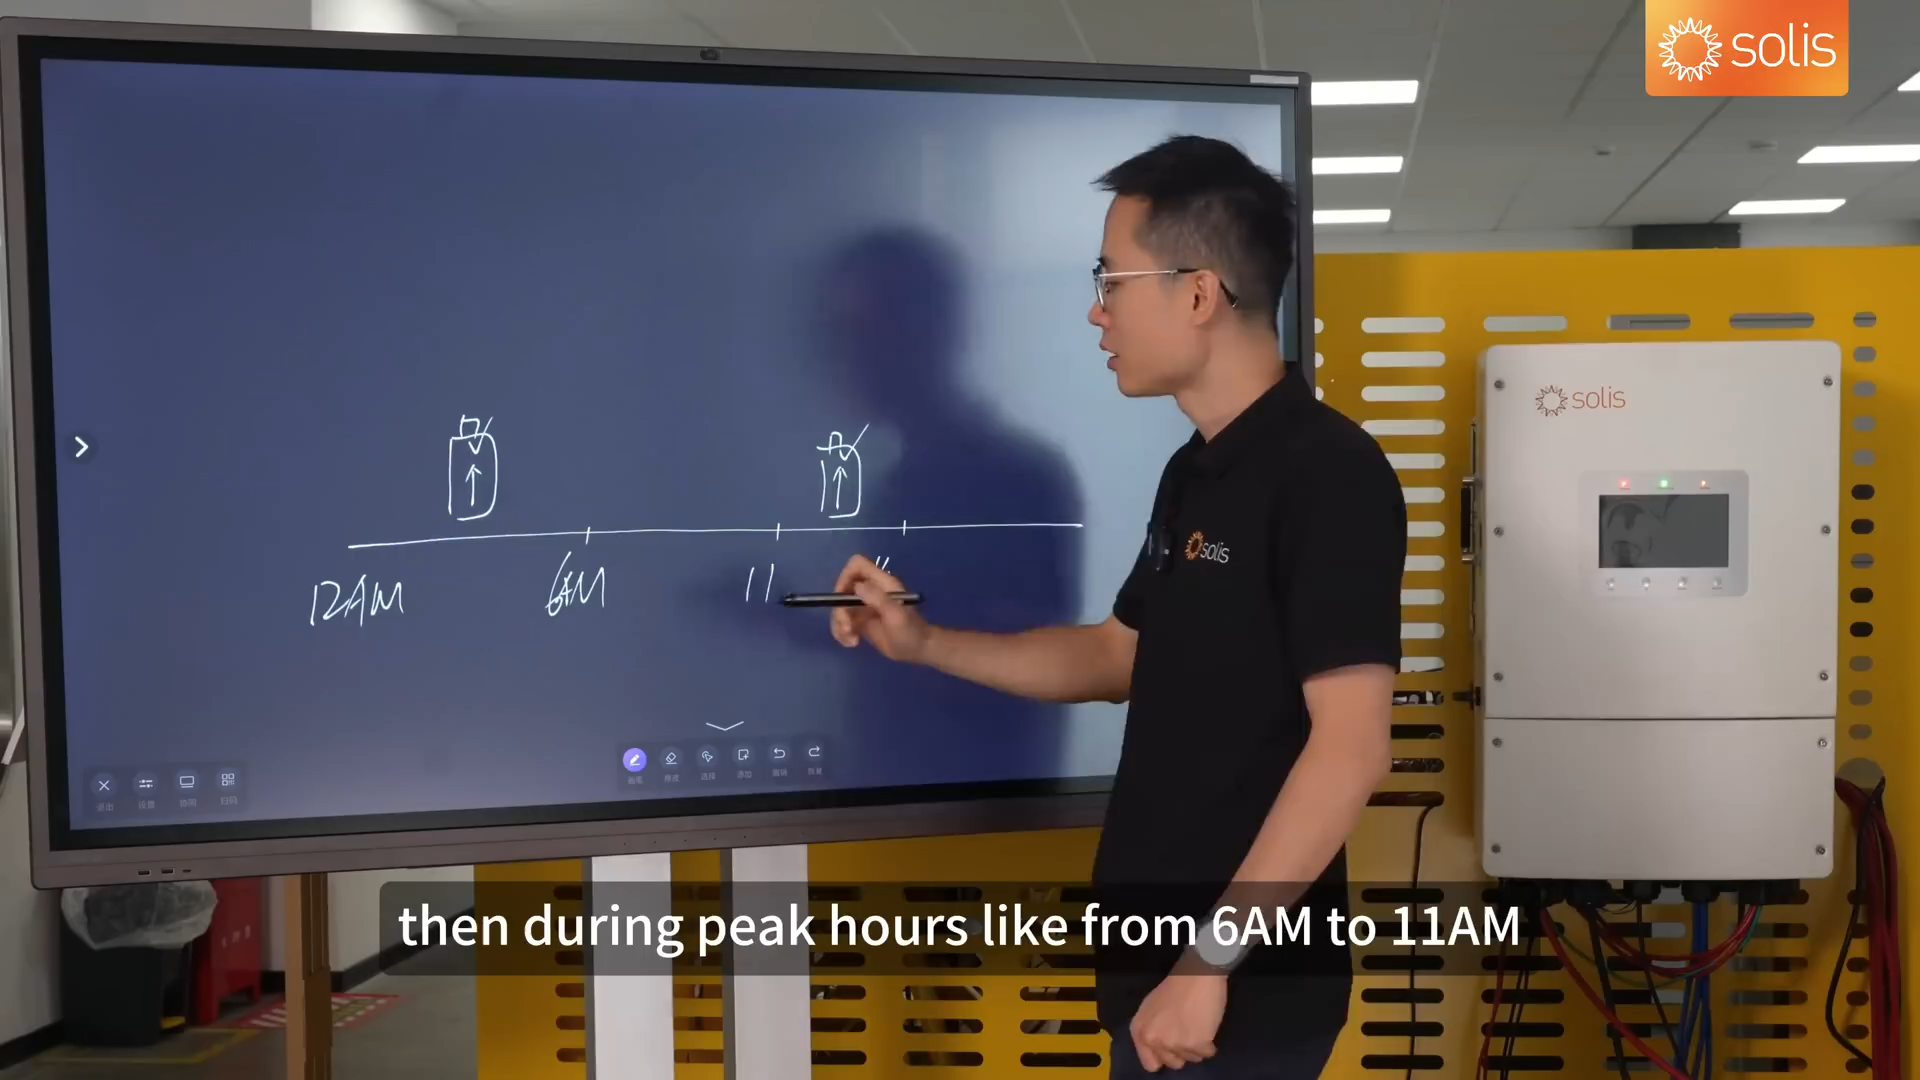 solis
solis
12AM
6AM
11
solis
then during peak hours like from 6AM to 11AM